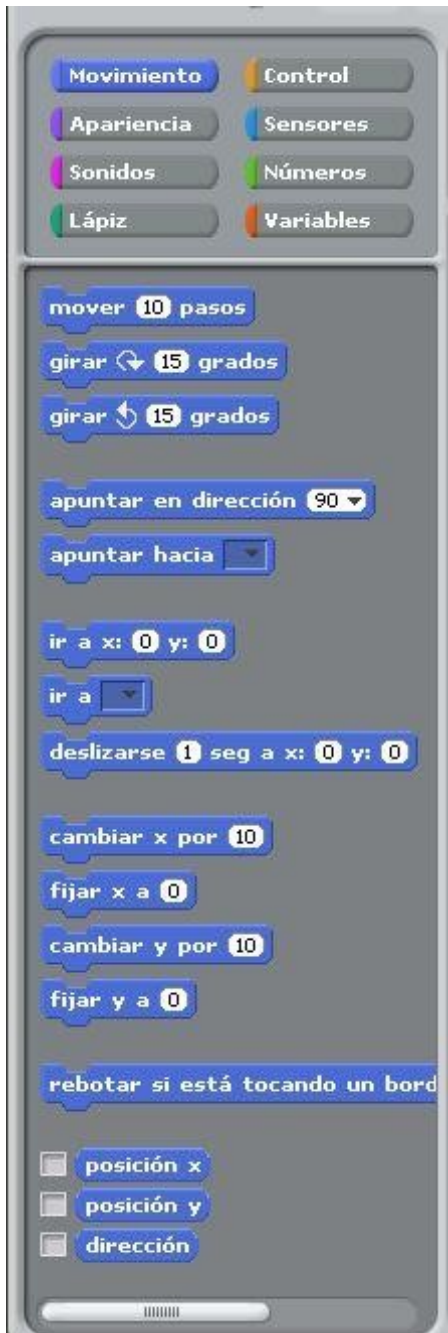 Movimiento Control
Apariencia Sensores
Sonidos Números
Lápiz Variables
mover 10 pasos
girar 15 grados
girar 15 grados
apuntar en dirección 90
apuntar hacia
ir a x: 0 y: 0
ir a
deslizarse 1 seg a x: 0 y: 0
cambiar x por 10
fijar x a 0
cambiar y por 10
fijar y a 0
rebotar si está tocando un bord
posición x
posición y
dirección